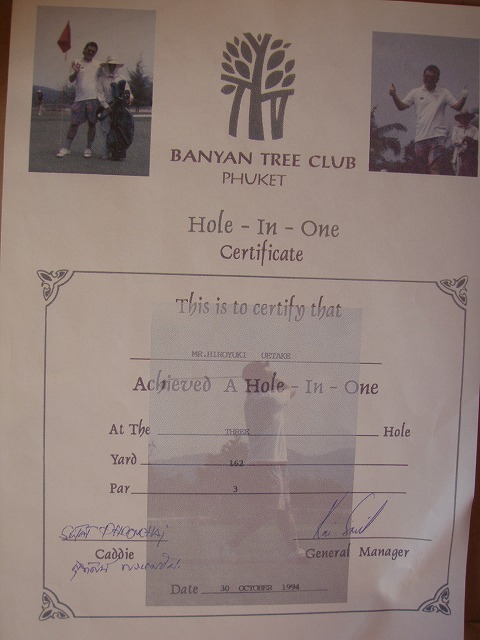 BANYAN TREE CLUB
PHUKET
Hole - In - One
Certificate
This is to certify that
MR.HIROYUKI UETAKE
Achieved A Hole - In - One
At The THREE Hole
Yard 162
Par 3
PHOONCHAI
Caddie General Manager
Date 30 OCTOBER 1994